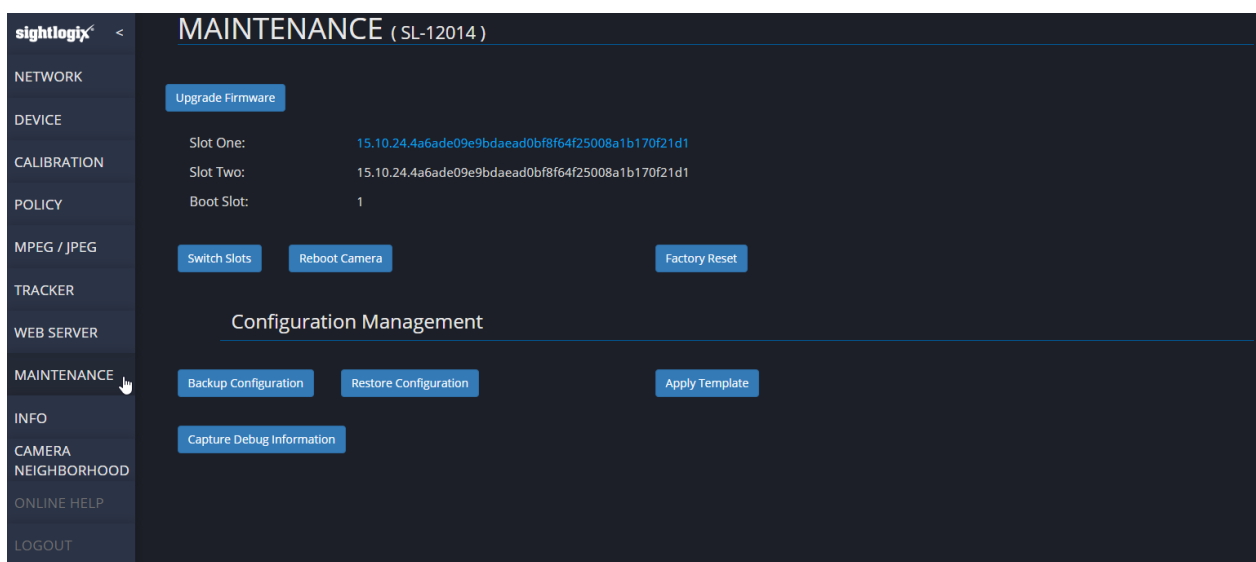 sightlogix <
MAINTENANCE ( SL-12014 )
NETWORK
DEVICE
CALIBRATION
POLICY
MPEG / JPEG
TRACKER
WEB SERVER
MAINTENANCE
INFO
CAMERA
NEIGHBORHOOD
ONLINE HELP
LOGOUT
Upgrade Firmware
Slot One: 15.10.24.4a6ade09e9bdaead0bf8f64f25008a1b170f21d1
Slot Two: 15.10.24.4a6ade09e9bdaead0bf8f64f25008a1b170f21d1
Boot Slot: 1
Switch Slots Reboot Camera Factory Reset
Configuration Management
Backup Configuration Restore Configuration Apply Template
Capture Debug Information